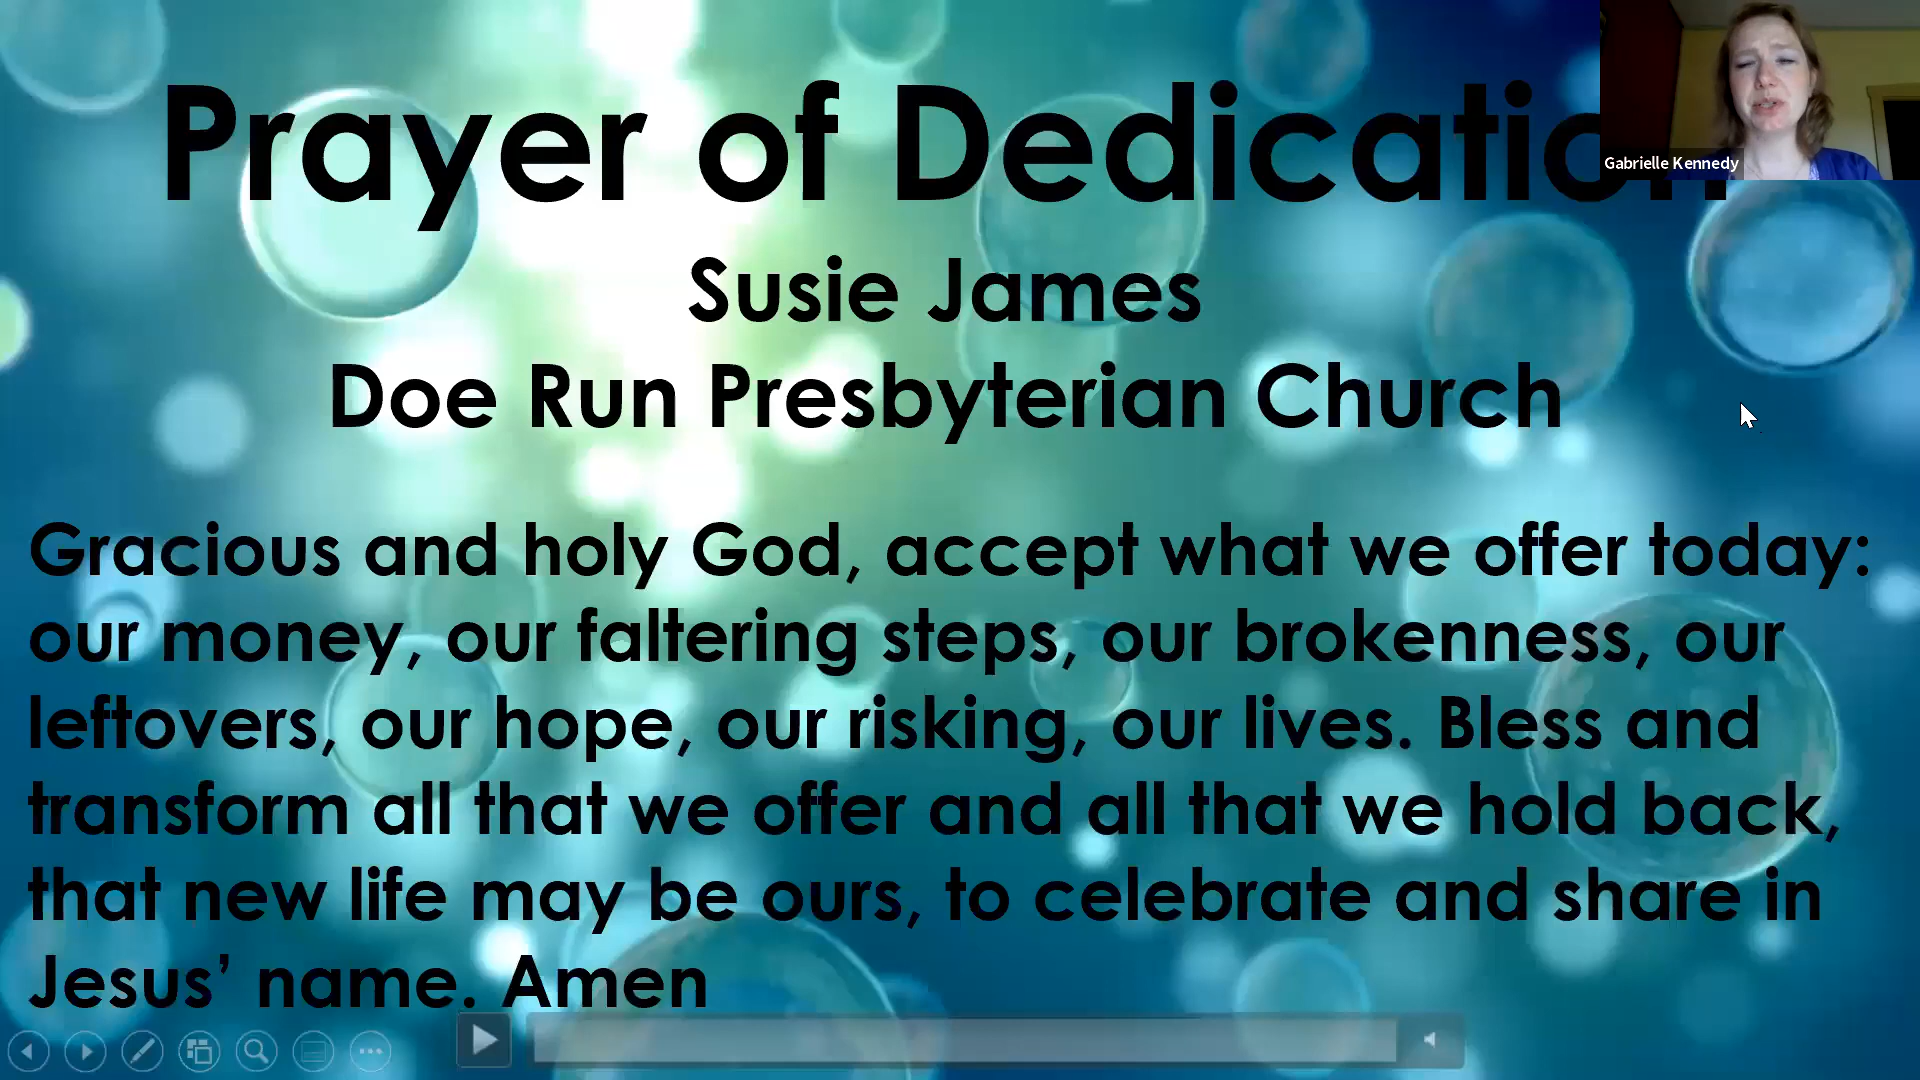 Prayer of Dedication
Gabrielle Kennedy
Susie James
Doe Run Presbyterian Church
Gracious and holy God, accept what we offer today:
our money, our faltering steps, our brokenness, our
leftovers, our hope, our risking, our lives. Bless and
transform all that we offer and all that we hold back,
that new life may be ours, to celebrate and share in
Jesus’ name. Amen